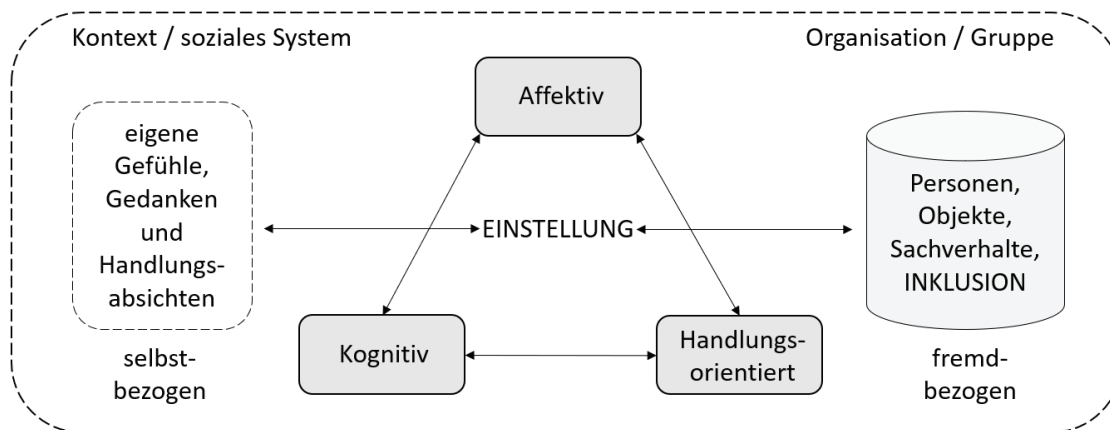 Kontext / soziales System
Organisation / Gruppe
Affektiv
eigene
Gefühle,
Gedanken
und
Handlungs-
absichten
EINSTELLUNG
Personen,
Objekte,
Sachverhalte,
INKLUSION
Kognitiv
Handlungs-
orientiert
selbst-
bezogen
fremd-
bezogen